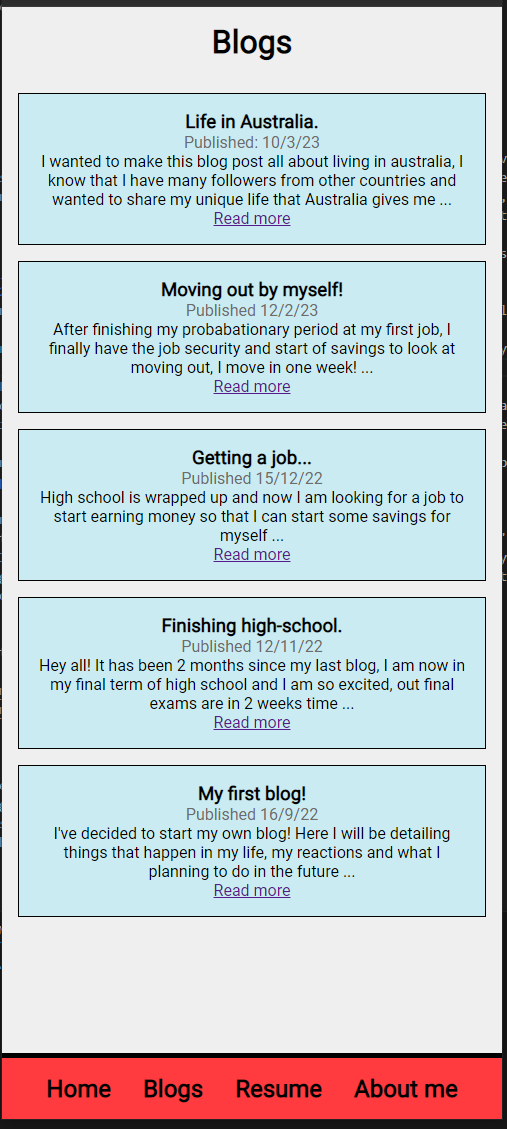 Blogs
Life in Australia.
Published: 10/3/23
I wanted to make this blog post all about living in australia, I
know that I have many followers from other countries and
wanted to share my unique life that Australia gives me ...
Read more
Moving out by myself!
Published 12/2/23
After finishing my probabationary period at my first job, I
finally have the job security and start of savings to look at
moving out, I move in one week! ...
Read more
Getting a job...
Published 15/12/22
High school is wrapped up and now I am looking for a job to
start earning money so that I can start some savings for
myself ...
Read more
Finishing high-school.
Published 12/11/22
Hey all! It has been 2 months since my last blog, I am now in
my final term of high school and I am so excited, out final
exams are in 2 weeks time ...
Read more
My first blog!
Published 16/9/22
I've decided to start my own blog! Here I will be detailing
things that happen in my life, my reactions and what I
planning to do in the future ...
Read more
Home Blogs Resume About me